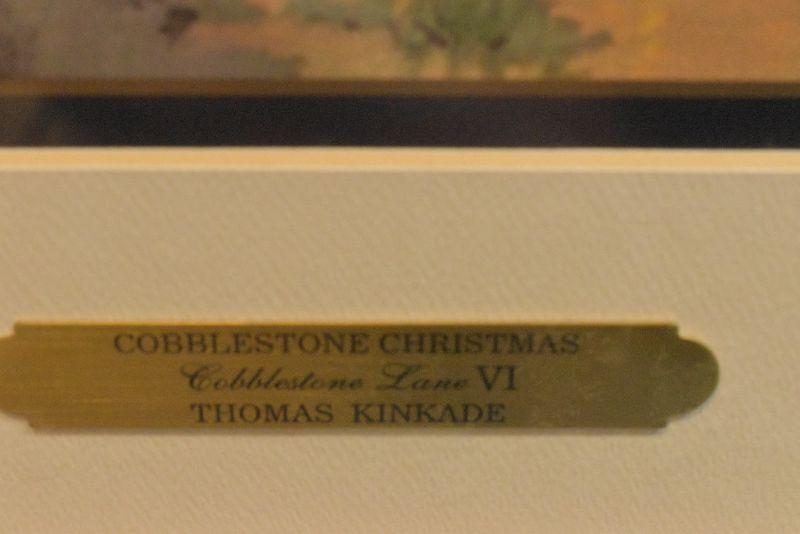 COBBLESTONE CHRISTMAS
Cobblestone Lane VI
THOMAS KINKADE